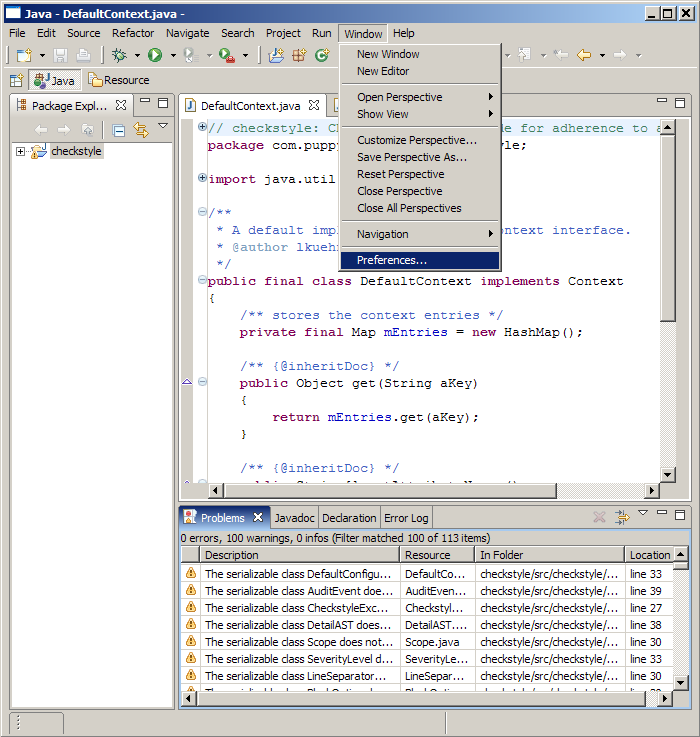 Java - DefaultContext.java -
File Edit Source Refactor Navigate Search Project Run Window Help
Java Resource
New Window
New Editor
Open Perspective
Show View
Customize Perspective...
Save Perspective As...
Reset Perspective
Close Perspective
Close All Perspectives
Navigation
Preferences...
Package Expl...
checkstyle
DefaultContext.java
// checkstyle: C de for adherence to a
package com.pupp yle;
import java.util
/**
* A default impl ontext interface.
* @author lkueh
*/
public final class DefaultContext implements Context
{
/** stores the context entries */
private final Map mEntries = new HashMap();
/** {@inheritDoc} */
public Object get(String aKey)
{
return mEntries.get(aKey);
}
/** {@inheritDoc} */
Problems Javadoc Declaration Error Log
0 errors, 100 warnings, 0 infos (Filter matched 100 of 113 items)
Description Resource In Folder Location
The serializable class DefaultConfigu... DefaultCo... checkstyle/src/checkstyle/... line 33
The serializable class AuditEvent doe... AuditEven... checkstyle/src/checkstyle/... line 39
The serializable class CheckstyleExc... Checkstyl... checkstyle/src/checkstyle/... line 27
The serializable class DetailAST does... DetailAST.... checkstyle/src/checkstyle/... line 38
The serializable class Scope does not... Scope.java checkstyle/src/checkstyle/... line 30
The serializable class SeverityLevel d... SeverityLe... checkstyle/src/checkstyle/... line 33
The serializable class LineSeparator... LineSepar... checkstyle/src/checkstyle/... line 30